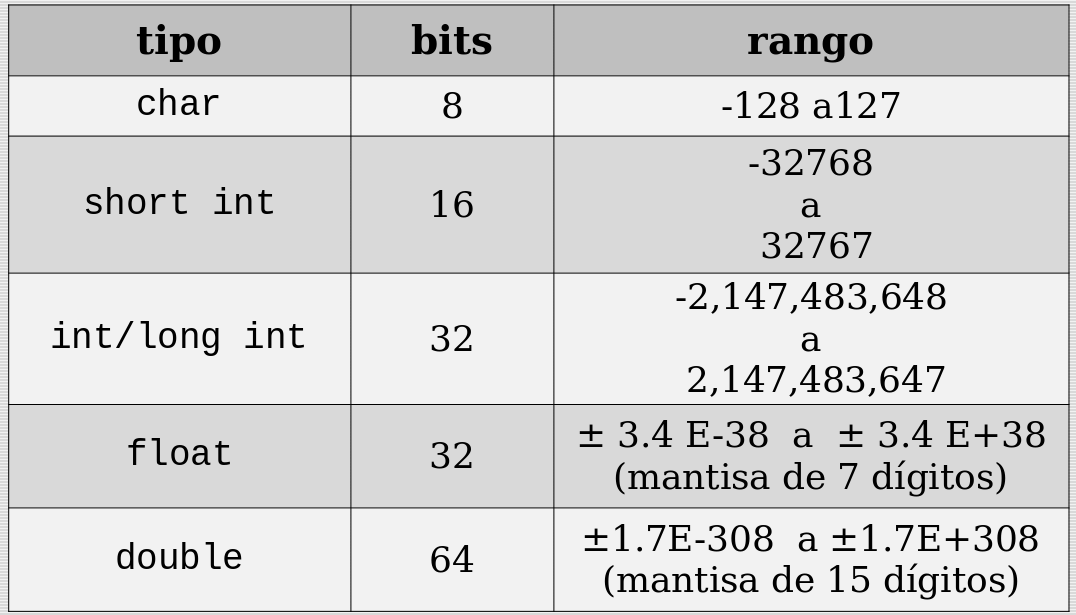 tipo bits rango
char 8 -128 a127
short int 16 -32768
a
32767
int/long int 32 -2,147,483,648
a
2,147,483,647
float 32 ± 3.4 E-38 a ± 3.4 E+38
(mantisa de 7 dígitos)
double 64 ±1.7E-308 a ±1.7E+308
(mantisa de 15 dígitos)